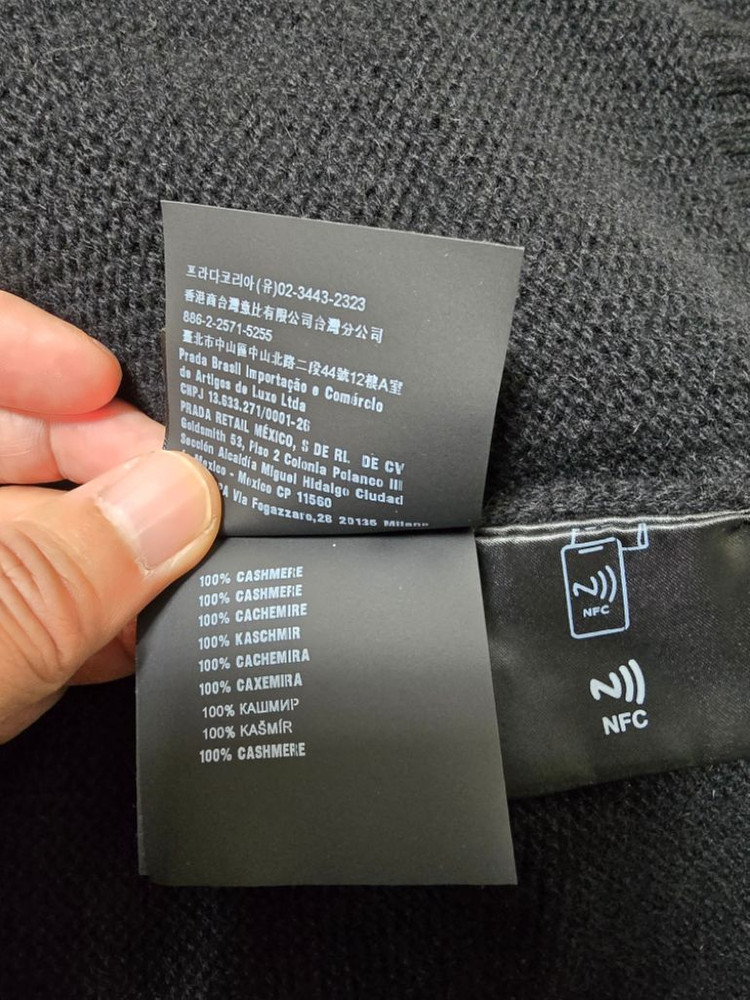 프라다코리아(유)02-3443-2323
香港商台灣童比有限公司台灣分公司
886-2-2571-5255
臺北市中山區中山北路二段44號12樓A室
Prada Brasil Importação e Comércio
de Artigos de Luxo Ltda
CNPJ 13.633.271/0001-26
PRADA RETAIL MÉXICO, S DE RL DE CV
Goldsmith 53, Piso 2 Colonia Polanco III
Sección Alcaldía Miguel Hidalgo Ciudad
Mexico - Mexico CP 11560
Via Fogazzaro,28 20135 Milano
100% CASHMERE
100% CASHMERE
100% CACHEMIRE
100% KASCHMIR
100% CACHEMIRA
100% CAXEMIRA
100% КАШМИР
100% KAŠMÍR
100% CASHMERE
NFC
NFC